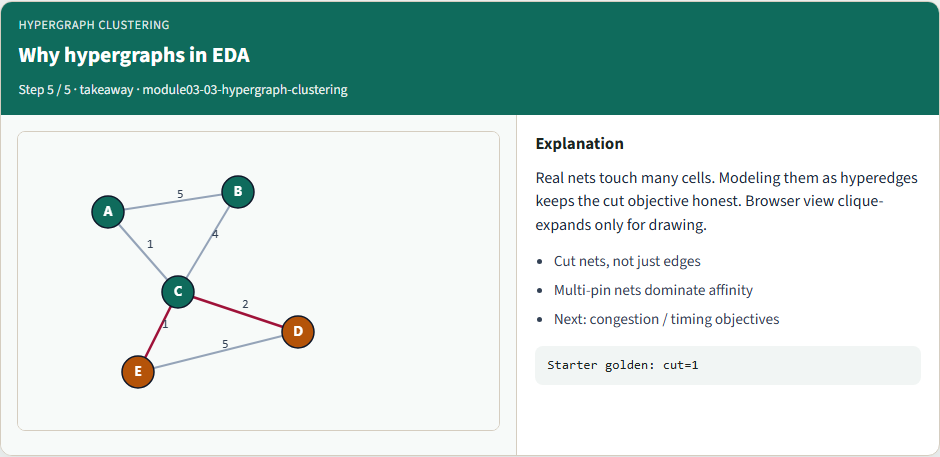 HYPERGRAPH CLUSTERING
Why hypergraphs in EDA
Step 5 / 5 · takeaway · module03-03-hypergraph-clustering
5
B
A
4
1
C
2
1
D
5
E
Explanation
Real nets touch many cells. Modeling them as hyperedges
keeps the cut objective honest. Browser view clique-
expands only for drawing.
• Cut nets, not just edges
• Multi-pin nets dominate affinity
• Next: congestion / timing objectives
Starter golden: cut=1